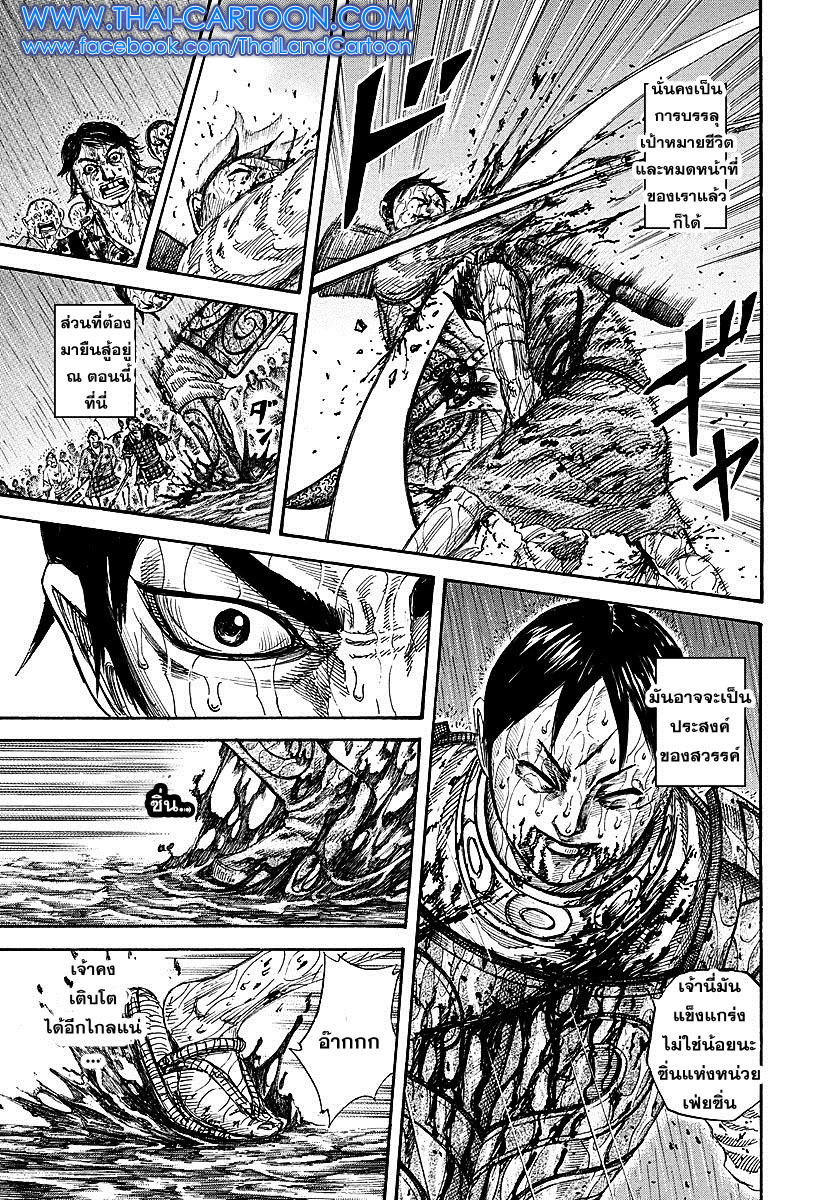 WWW.THAI-CARTOON.COM
www.facebook.com/ThaiLandCartoon
นั่นคงเป็น
การบรรลุ
เป้าหมายชีวิต
และหมดหน้าที่
ของเราแล้ว
ก็ได้
ドド
ギギッ
ส่วนที่ต้อง
มายืนสู้อยู่
ณ ตอนนี้
ที่นี่
ダン
มันอาจจะเป็น
ประสงค์
ของสวรรค์
ซิ่น...
เจ้านี่มัน
แข็งแกร่ง
ไม่ใช่น้อยนะ
ซิ่นแห่งหน่วย
เฟยซิ่น
อ๊ากกก
เจ้าคง
เติบโต
ได้อีกไกลแน่
...